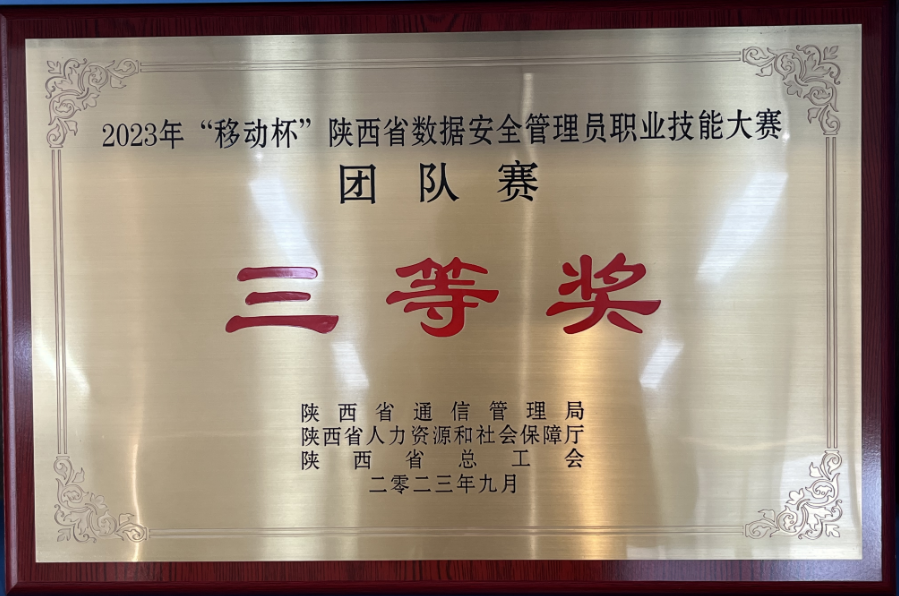 2023年“移动杯”陕西省数据安全管理员职业技能大赛
团队赛
三等奖
陕西省通信管理局
陕西省人力资源和社会保障厅
陕西省总工会
二零二三年九月